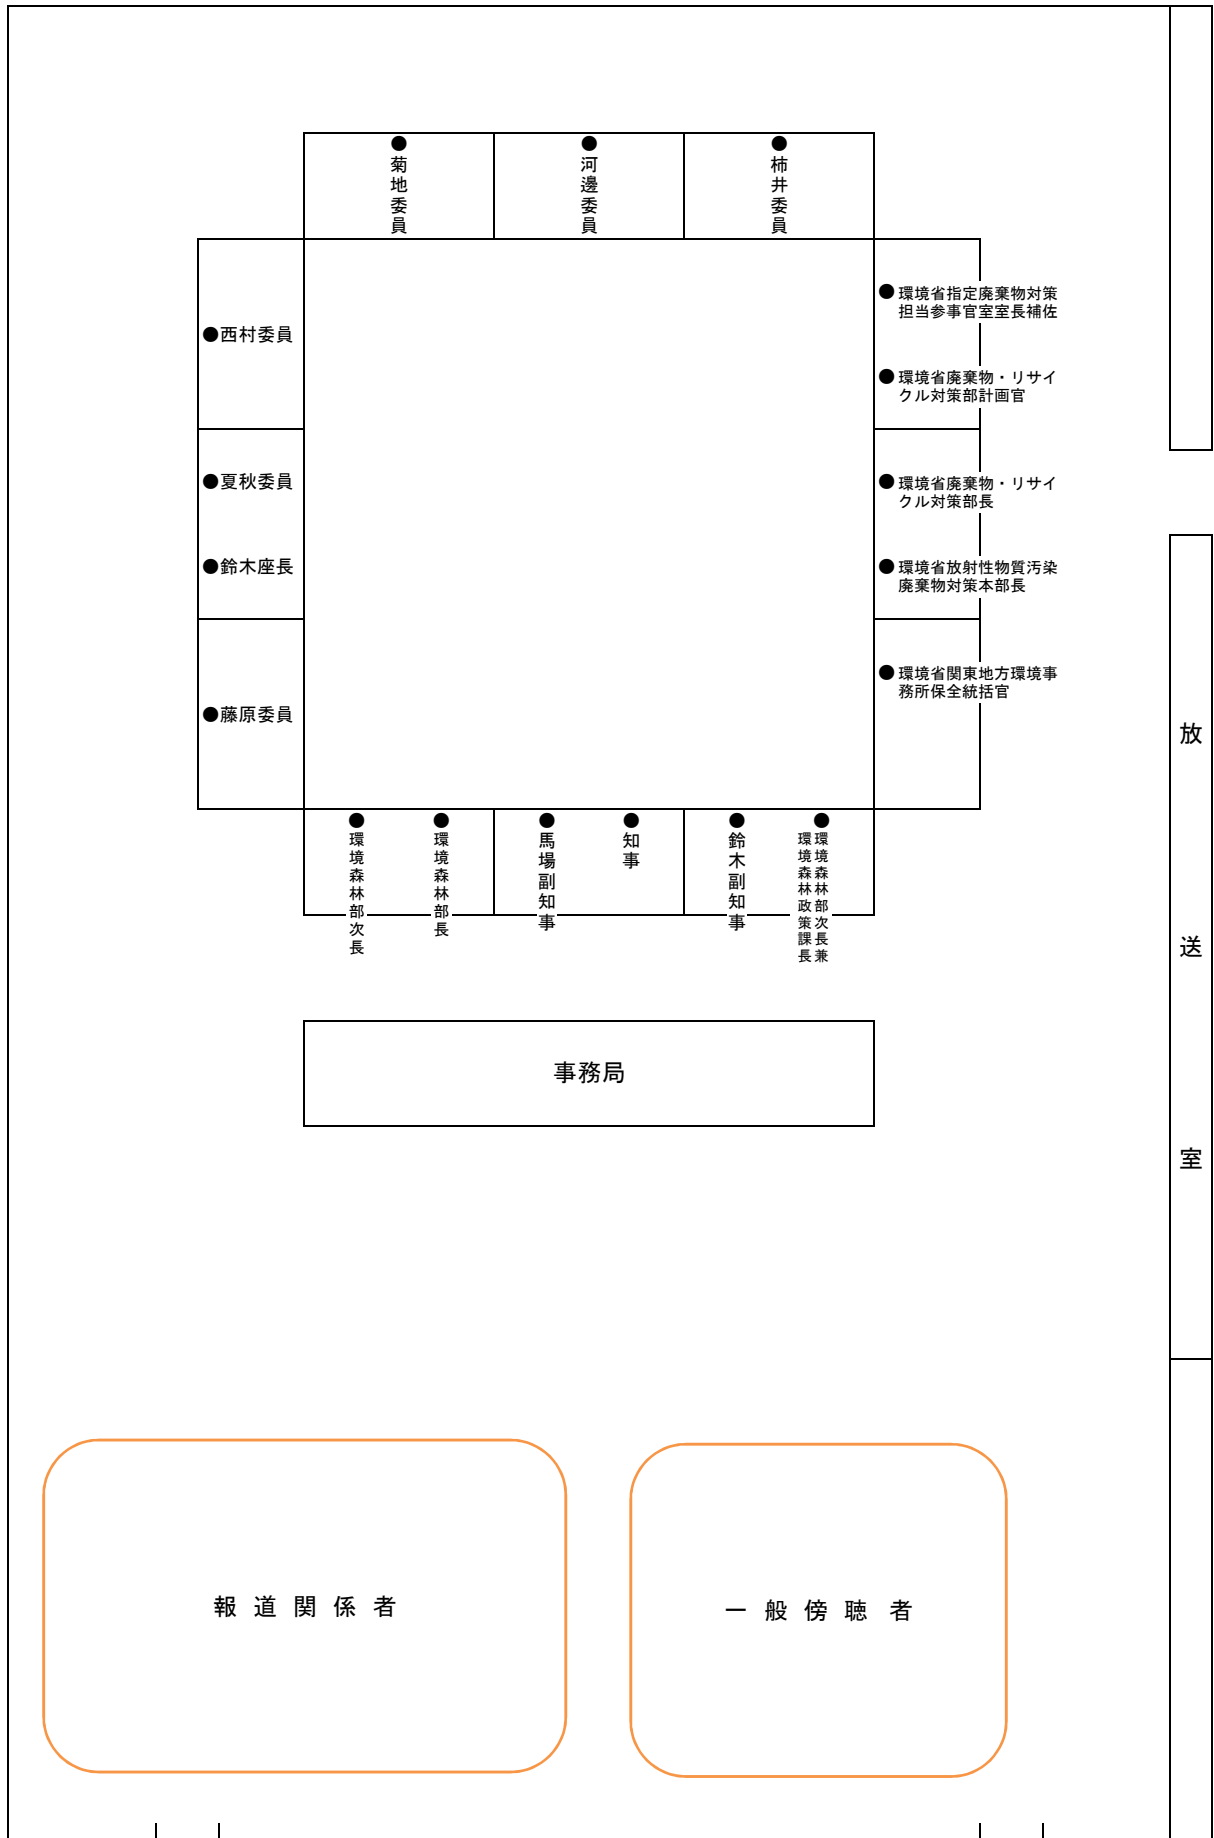 ●菊地委員
●河邊委員
●柿井委員
●西村委員
●夏秋委員
●鈴木座長
●藤原委員
●環境省指定廃棄物対策
担当参事官室室長補佐
●環境省廃棄物・リサイ
クル対策部計画官
●環境省廃棄物・リサイ
クル対策部長
●環境省放射性物質汚染
廃棄物対策本部長
●環境省関東地方環境事
務所保全統括官
●環境森林部次長
●環境森林部長
●馬場副知事
●知事
●鈴木副知事
●環境森林部次長兼
環境森林政策課長
事務局
放送室
報道関係者
一般傍聴者